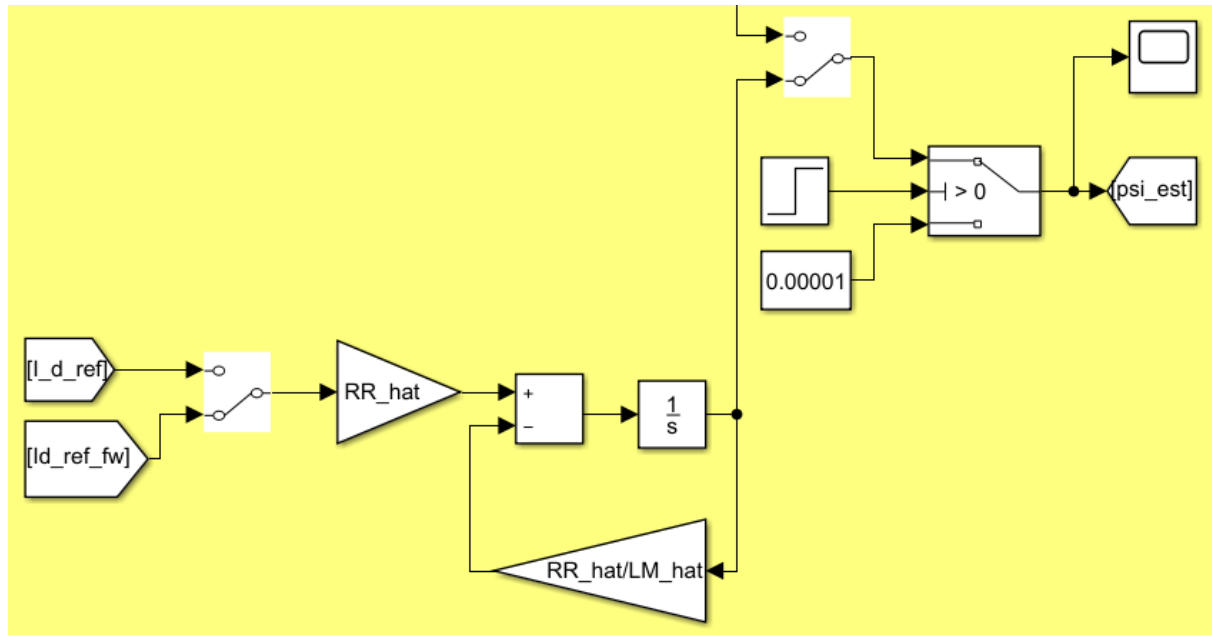 > 0
[psi_est]
0.00001
[I_d_ref]
[Id_ref_fw]
RR_hat
+
−
1
s
RR_hat/LM_hat